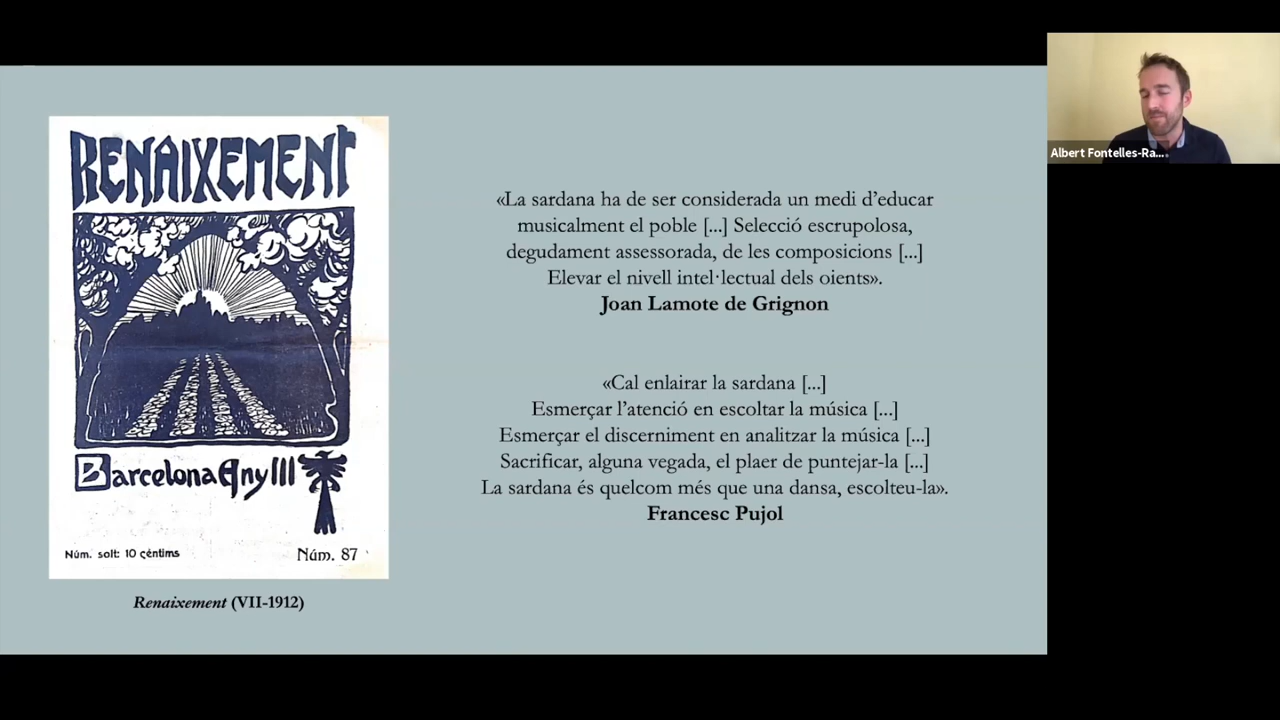 RENAIXEMENT
Barcelona Any III
Núm. solt: 10 céntims
Núm. 87
Renaixement (VII-1912)
«La sardana ha de ser considerada un medi d’educar
musicalment el poble [...] Selecció escrupolosa,
degudament assessorada, de les composicions [...]
Elevar el nivell intel·lectual dels oients».
Joan Lamote de Grignon
«Cal enlairar la sardana [...]
Esmerçar l’atenció en escoltar la música [...]
Esmerçar el discerniment en analitzar la música [...]
Sacrificar, alguna vegada, el plaer de puntejar-la [...]
La sardana és quelcom més que una dansa, escolteu-la».
Francesc Pujol
Albert Fontelles-Ra...